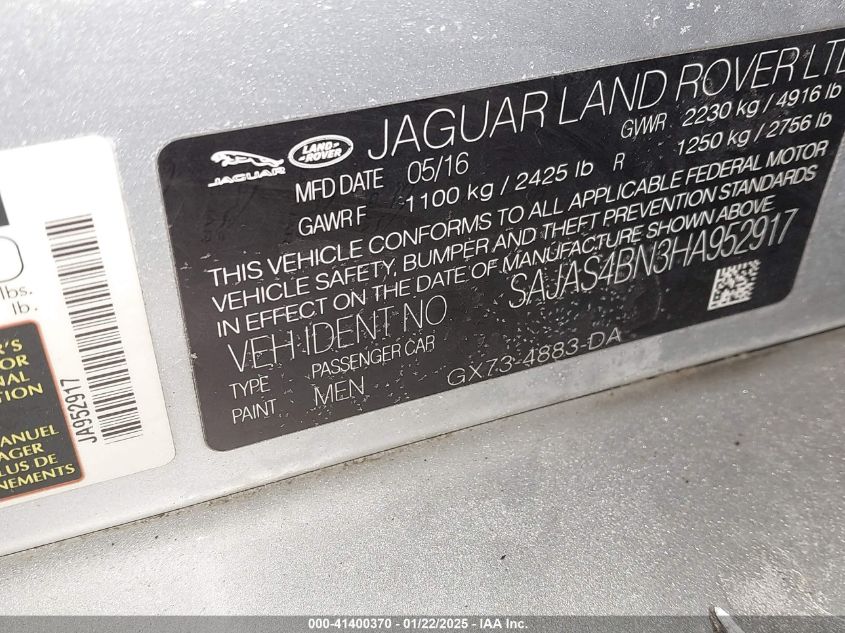 JAGUAR
LAND
ROVER
JAGUAR LAND ROVER LTD
MFD DATE 05/16 GVWR 2230 kg / 4916 lb
GAWR F 1100 kg / 2425 lb R 1250 kg / 2756 lb
THIS VEHICLE CONFORMS TO ALL APPLICABLE FEDERAL MOTOR
VEHICLE SAFETY, BUMPER AND THEFT PREVENTION STANDARDS
IN EFFECT ON THE DATE OF MANUFACTURE SHOWN ABOVE
VEH IDENT NO SAJAS4BN3HA952917
TYPE PASSENGER CAR
PAINT MEN GX73-4883-DA
lbs.
lb.
JA952917
R'S
FOR
NAL
TION
MANUEL
AGER
LUS DE
NEMENTS
000-41400370 - 01/22/2025 - IAA Inc.